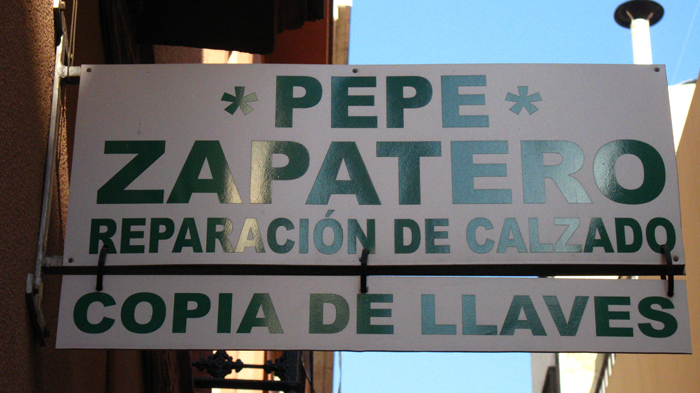 * PEPE *
ZAPATERO
REPARACIÓN DE CALZADO
COPIA DE LLAVES